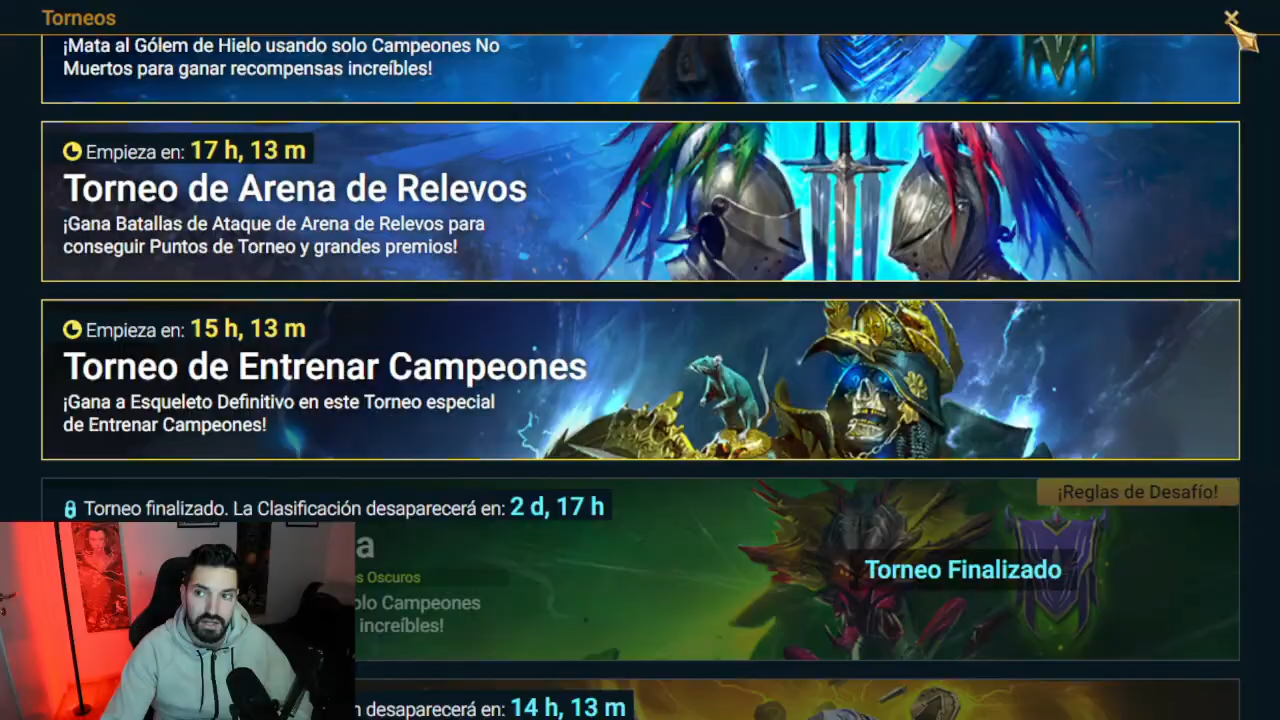 Torneos
¡Mata al Gólem de Hielo usando solo Campeones No
Muertos para ganar recompensas increíbles!
Empieza en: 17 h, 13 m
Torneo de Arena de Relevos
¡Gana Batallas de Ataque de Arena de Relevos para
conseguir Puntos de Torneo y grandes premios!
Empieza en: 15 h, 13 m
Torneo de Entrenar Campeones
¡Gana a Esqueleto Definitivo en este Torneo especial
de Entrenar Campeones!
Torneo finalizado. La Clasificación desaparecerá en: 2 d, 17 h
¡Reglas de Desafío!
a
s Oscuros
olo Campeones
increíbles!
Torneo Finalizado
desaparecerá en: 14 h, 13 m